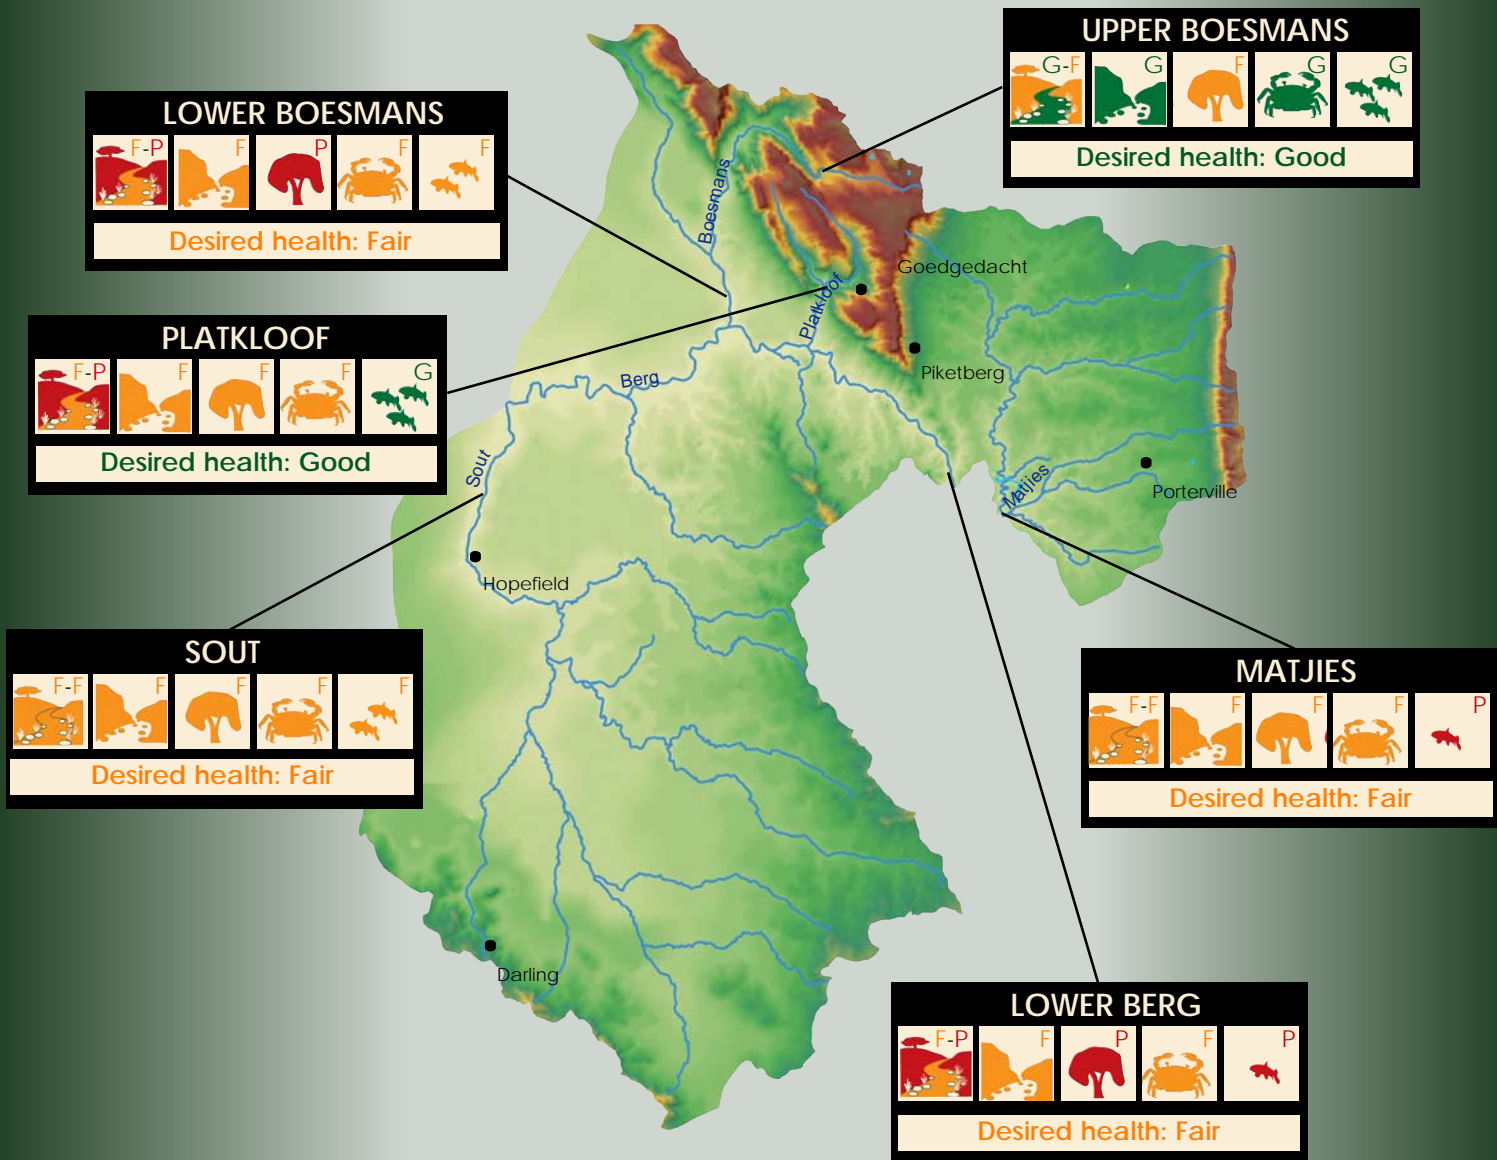 UPPER BOESMANS
G-F G F G G
Desired health: Good
LOWER BOESMANS
F-P F P F F
Desired health: Fair
Boesmans
Goedgedacht
Platkloof
PLATKLOOF
F-P F F F G
Desired health: Good
Piketberg
Berg
Sout
Matjies
Porterville
Hopefield
SOUT
F-F F F F F
Desired health: Fair
MATJIES
F-F F F F P
Desired health: Fair
Darling
LOWER BERG
F-P F P F P
Desired health: Fair